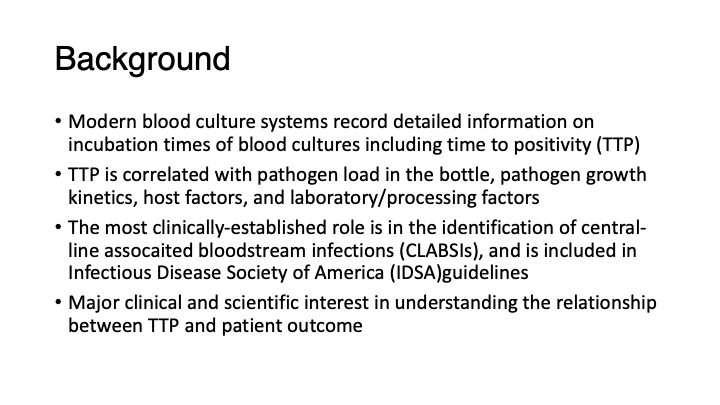 Background
• Modern blood culture systems record detailed information on
incubation times of blood cultures including time to positivity (TTP)
• TTP is correlated with pathogen load in the bottle, pathogen growth
kinetics, host factors, and laboratory/processing factors
• The most clinically-established role is in the identification of central-
line assocaited bloodstream infections (CLABSIs), and is included in
Infectious Disease Society of America (IDSA)guidelines
• Major clinical and scientific interest in understanding the relationship
between TTP and patient outcome